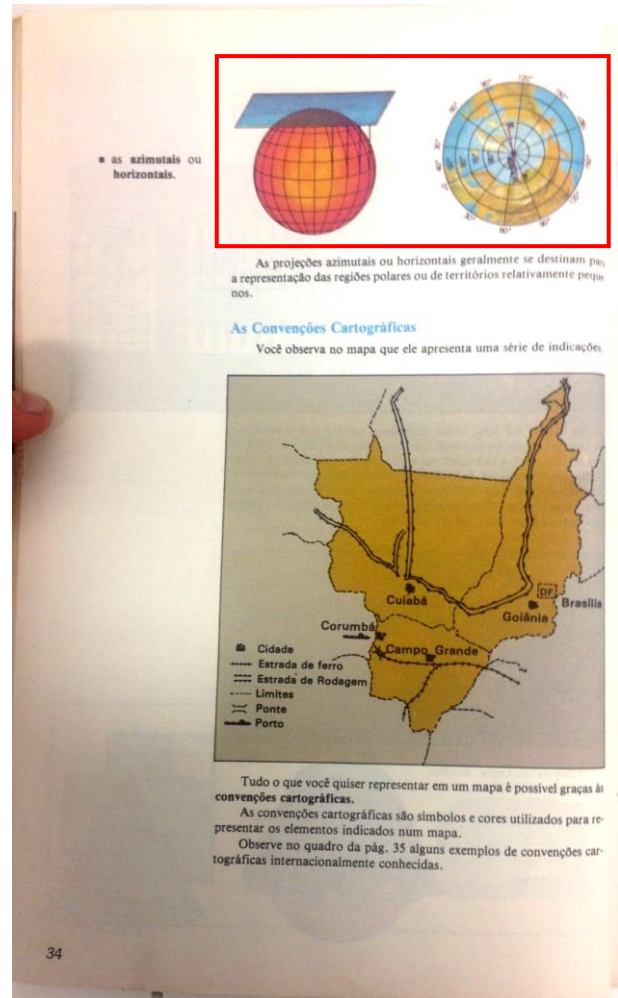 ■ as azimutais ou
horizontais.
As projeções azimutais ou horizontais geralmente se destinam
a representação das regiões polares ou de territórios relativamente peque
nos.
As Convenções Cartográficas
Você observa no mapa que ele apresenta uma série de indicações
Cuiabá
DF
Brasília
Goiânia
Corumbá
Campo Grande
Cidade
Estrada de ferro
Estrada de Rodagem
Limites
Ponte
Porto
Tudo o que você quiser representar em um mapa é possível graças às
convenções cartográficas.
As convenções cartográficas são símbolos e cores utilizados para re-
presentar os elementos indicados num mapa.
Observe no quadro da pág. 35 alguns exemplos de convenções car-
tográficas internacionalmente conhecidas.
34